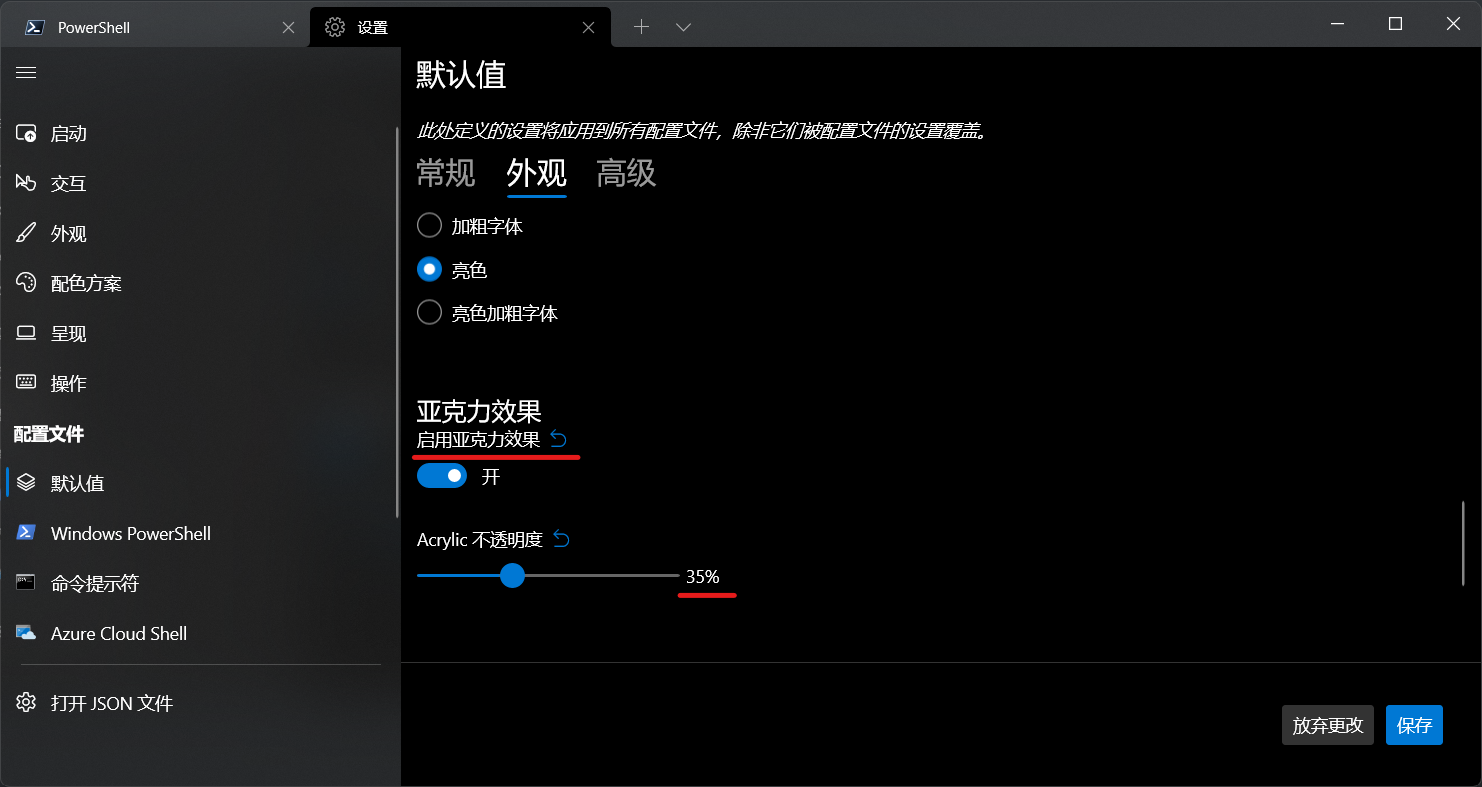 PowerShell
设置
启动
交互
外观
配色方案
呈现
操作
配置文件
默认值
Windows PowerShell
命令提示符
Azure Cloud Shell
打开 JSON 文件
默认值
此处定义的设置将应用到所有配置文件，除非它们被配置文件的设置覆盖。
常规 外观 高级
加粗字体
亮色
亮色加粗字体
亚克力效果
启用亚克力效果
开
Acrylic 不透明度
35%
放弃更改 保存